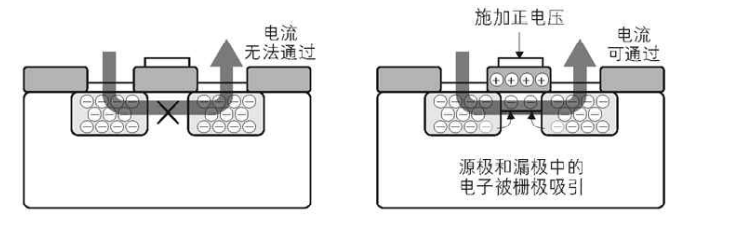 电流
无法通过
施加正电压
电流
可通过
源极和漏极中的
电子被栅极吸引